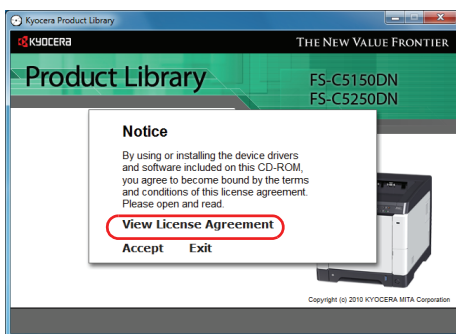 Kyocera Product Library
KYOCERA
THE NEW VALUE FRONTIER
Product Library
FS-C5150DN
FS-C5250DN
Notice
By using or installing the device drivers
and software included on this CD-ROM,
you agree to become bound by the terms
and conditions of this license agreement.
Please open and read.
View License Agreement
Accept Exit
Copyright (c) 2010 KYOCERA MITA Corporation